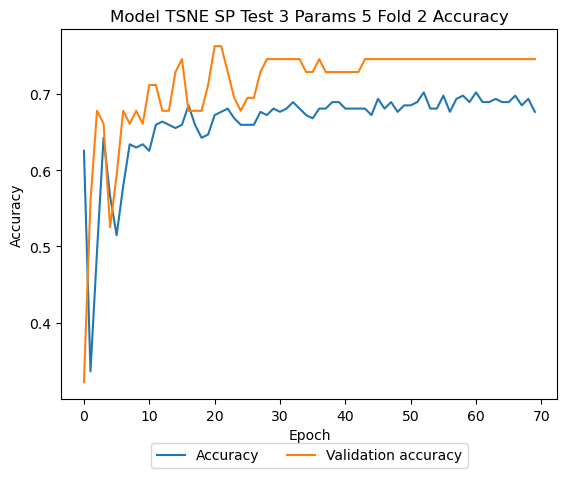 Model TSNE SP Test 3 Params 5 Fold 2 Accuracy
Accuracy
0.7
0.6
0.5
0.4
0 10 20 30 40 50 60 70
Epoch
Accuracy Validation accuracy